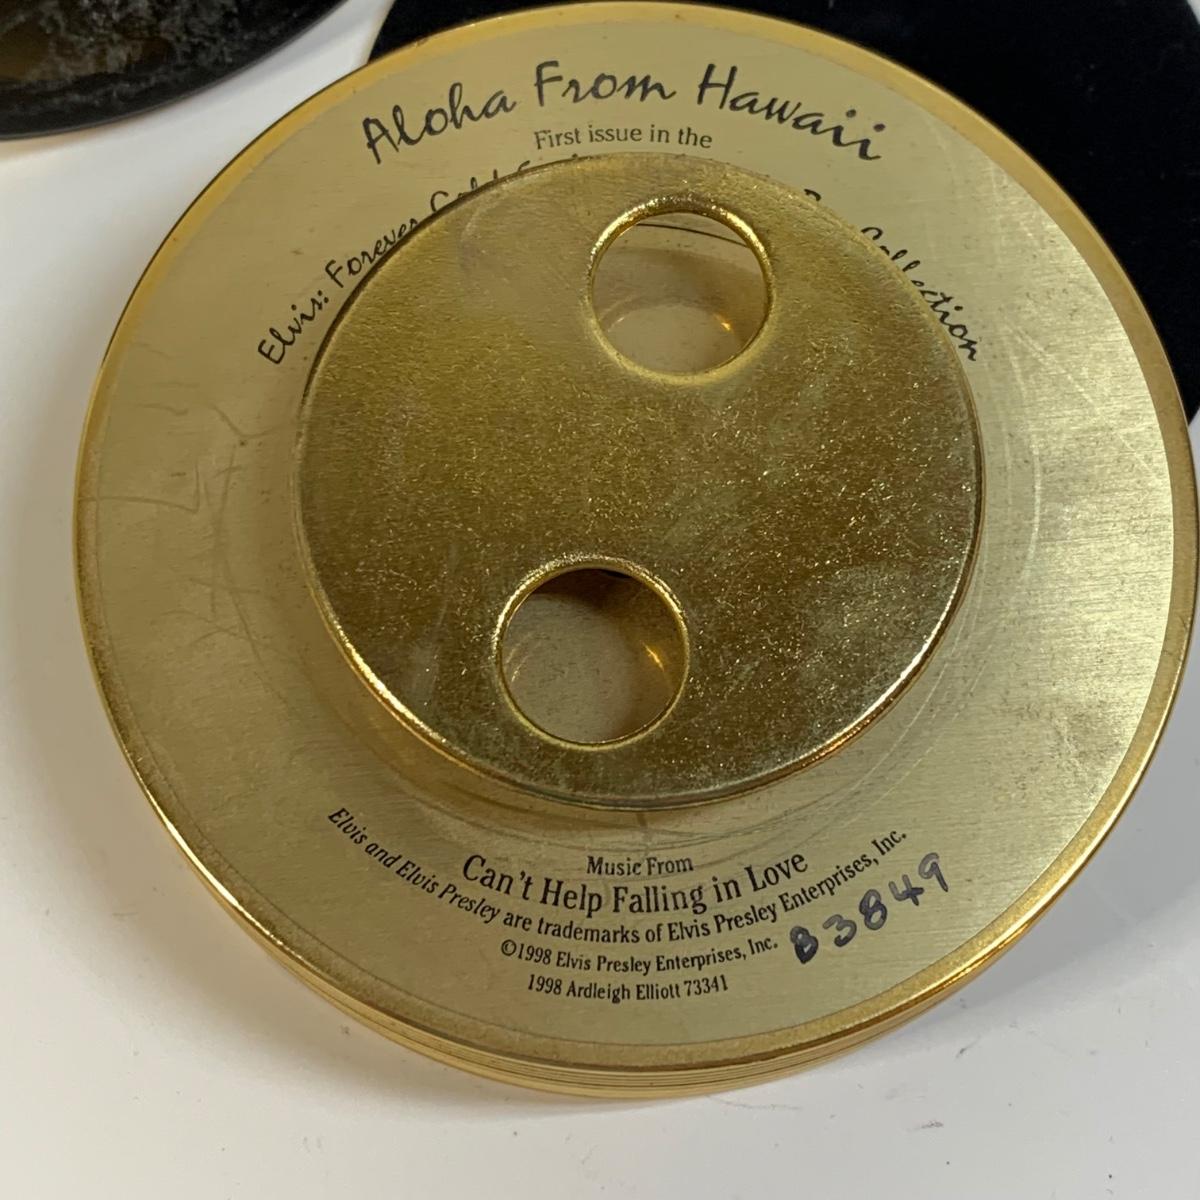 Aloha From Hawaii
First issue in the
Elvis: Forever Gold Collection
Music From
Can't Help Falling in Love
Elvis and Elvis Presley are trademarks of Elvis Presley Enterprises, Inc.
©1998 Elvis Presley Enterprises, Inc.
1998 Ardleigh Elliott 73341
B3849